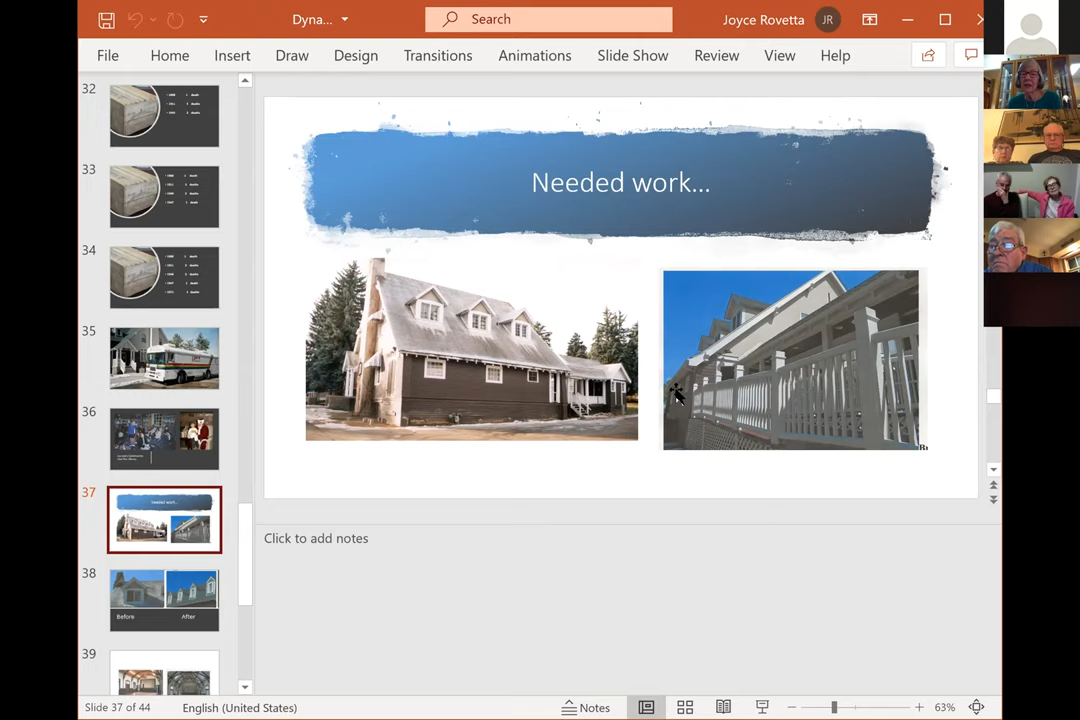 Dyna...
Search
Joyce Rovetta
JR
File
Home
Insert
Draw
Design
Transitions
Animations
Slide Show
Review
View
Help
32
33
34
35
36
37
Needed work...
38
Before
After
39
Needed work...
Click to add notes
Slide 37 of 44
English (United States)
Notes
63%